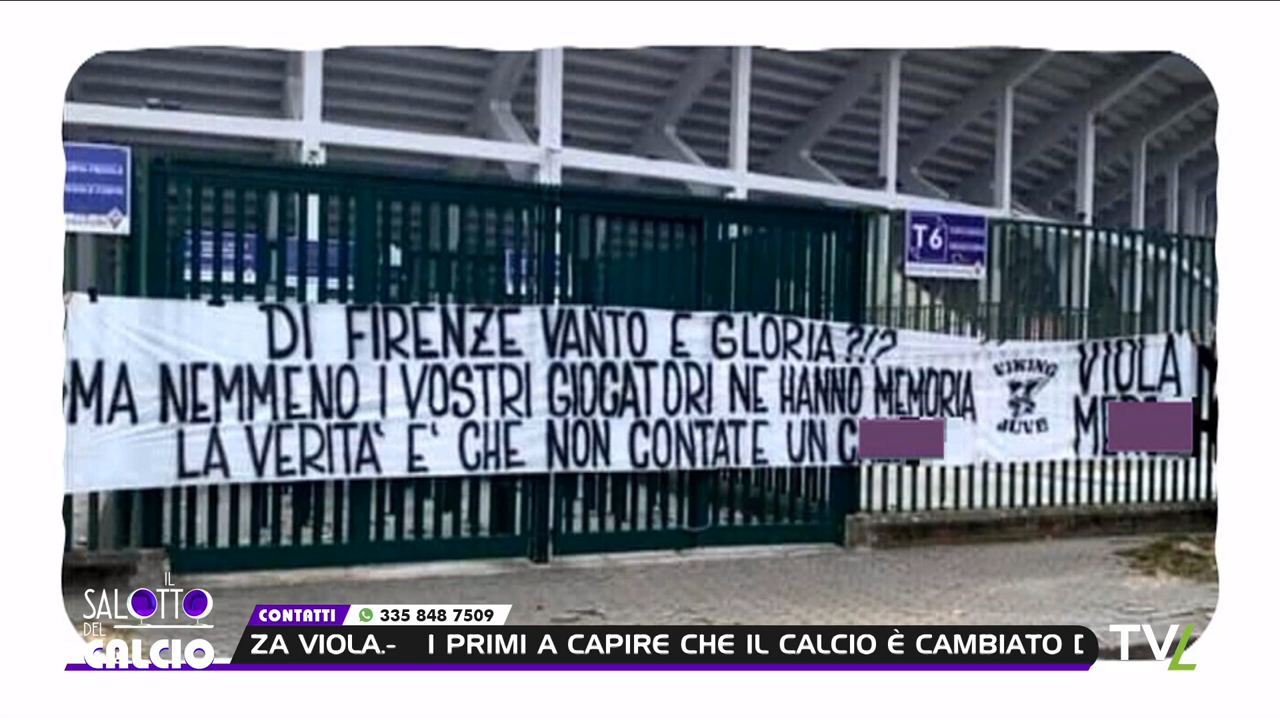 T6
DI FIRENZE VANTO E GLORIA?!?
MA NEMMENO I VOSTRI GIOCATORI NE HANNO MEMORIA
LA VERITA' E' CHE NON CONTATE UN C
VIKING
JUVE
VIOLA
IL
SALOTTO
DEL
CALCIO
CONTATTI 335 848 7509
ZA VIOLA.- I PRIMI A CAPIRE CHE IL CALCIO È CAMBIATO
TVL